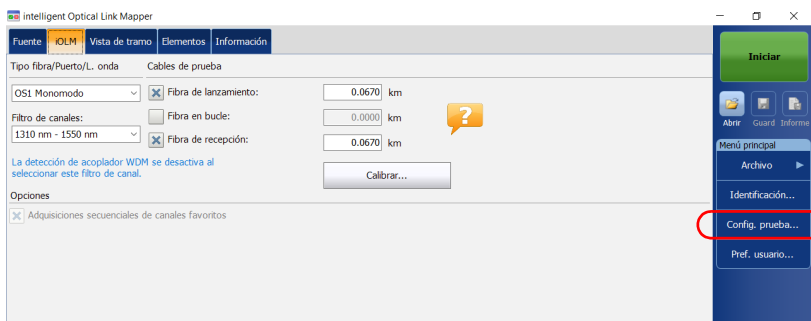 intelligent Optical Link Mapper
Fuente iOLM Vista de tramo Elementos Información
Tipo fibra/Puerto/L. onda Cables de prueba
OS1 Monomodo
Fibra de lanzamiento: 0.0670 km
Filtro de canales:
Fibra en bucle: 0.0000 km
1310 nm - 1550 nm
Fibra de recepción: 0.0670 km
?
La detección de acoplador WDM se desactiva al
seleccionar este filtro de canal.
Calibrar...
Opciones
Adquisiciones secuenciales de canales favoritos
Iniciar
Abrir Guard Informe
Menú principal
Archivo
Identificación...
Config. prueba...
Pref. usuario...